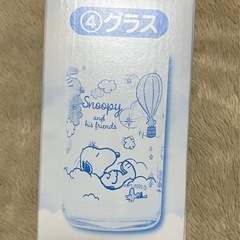 ④グラス
Snoopy
and
his friends